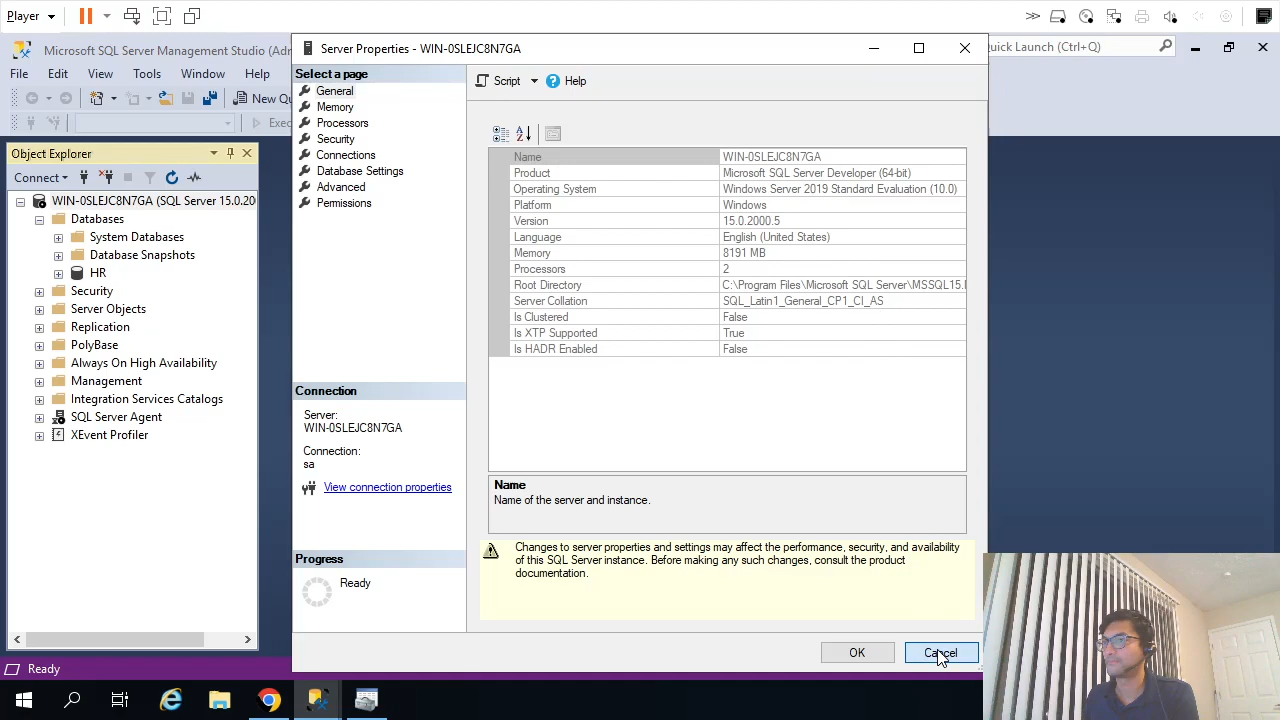 Player
Microsoft SQL Server Management Studio (Adm
Server Properties - WIN-0SLEJC8N7GA
Quick Launch (Ctrl+Q)
File
Edit
View
Tools
Window
Help
New Qu
Exec
Select a page
General
Memory
Processors
Security
Connections
Database Settings
Advanced
Permissions
Script
Help
Object Explorer
Connect
WIN-0SLEJC8N7GA (SQL Server 15.0.20
Databases
System Databases
Database Snapshots
HR
Security
Server Objects
Replication
PolyBase
Always On High Availability
Management
Integration Services Catalogs
SQL Server Agent
XEvent Profiler
Name WIN-0SLEJC8N7GA
Product Microsoft SQL Server Developer (64-bit)
Operating System Windows Server 2019 Standard Evaluation (10.0)
Platform Windows
Version 15.0.2000.5
Language English (United States)
Memory 8191 MB
Processors 2
Root Directory C:\Program Files\Microsoft SQL Server\MSSQL15.
Server Collation SQL_Latin1_General_CP1_CI_AS
Is Clustered False
Is XTP Supported True
Is HADR Enabled False
Connection
Server:
WIN-0SLEJC8N7GA
Connection:
sa
View connection properties
Progress
Ready
Name
Name of the server and instance.
Changes to server properties and settings may affect the performance, security, and availability
of this SQL Server instance. Before making any such changes, consult the product
documentation.
OK
Cancel
Ready